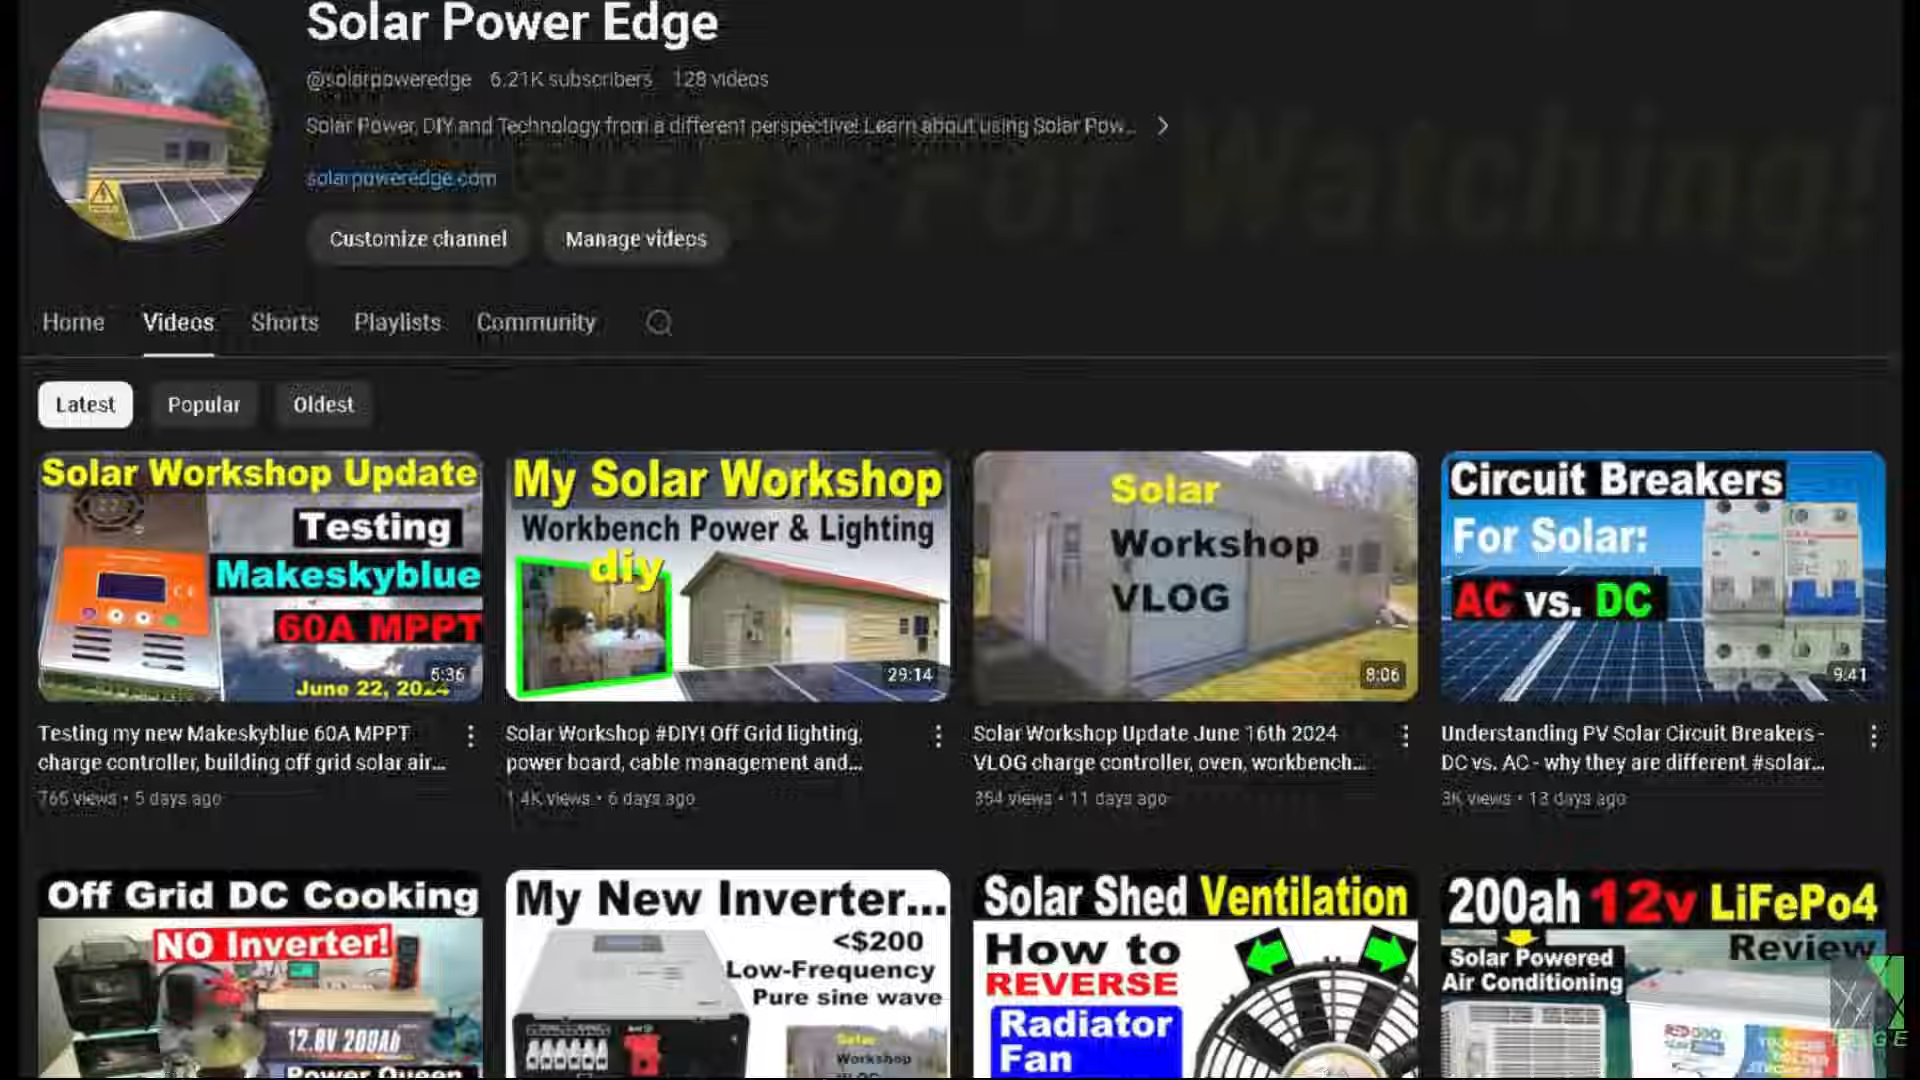 Solar Power Edge
@solarpoweredge 6.21K subscribers 128 videos
Solar Power, DIY and Technology from a different perspective! Learn about using Solar Pow...
solarpoweredge.com
For Watching!
Customize channel Manage videos
Home Videos Shorts Playlists Community
Latest Popular Oldest
Solar Workshop Update
Testing
Makeskyblue
60A MPPT
5:36
June 22, 2024
Testing my new Makeskyblue 60A MPPT
charge controller, building off grid solar air...
765 views • 5 days ago
My Solar Workshop
Workbench Power & Lighting
diy
29:14
Solar Workshop #DIY! Off Grid lighting,
power board, cable management and...
1.4K views • 6 days ago
Solar
Workshop
VLOG
8:06
Solar Workshop Update June 16th 2024
VLOG charge controller, oven, workbench...
354 views • 11 days ago
Circuit Breakers
For Solar:
AC vs. DC
9:41
Understanding PV Solar Circuit Breakers -
DC vs. AC - why they are different #solar...
3K views • 13 days ago
Off Grid DC Cooking
NO Inverter!
12.8V 200Ah
Power Queen
My New Inverter...
<$200
Low-Frequency
Pure sine wave
Solar
Workshop
VLOG
Solar Shed Ventilation
How to
REVERSE
Radiator
Fan
200ah 12v LiFePo4
Review
Solar Powered
Air Conditioning
EDGE